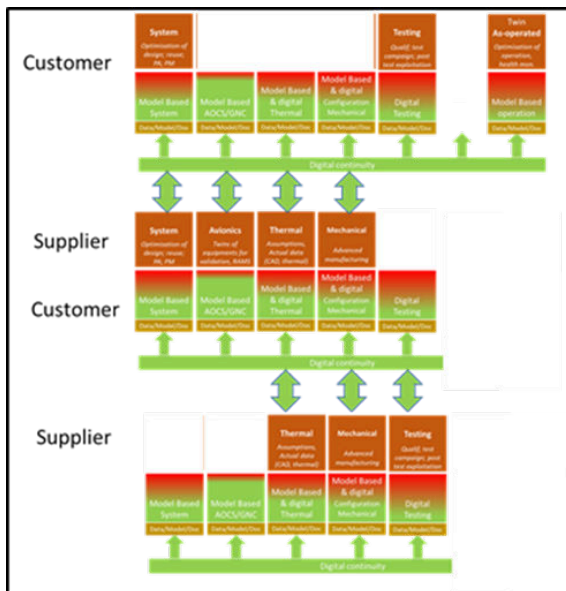 Customer
System
Optimisation of design; reuse; PA, PM
Testing
Qualif, test campaign; post test exploitation
Twin
As-operated
Optimisation of operation, health mon.
Model Based System
Model Based AOCS/GNC
Model Based & digital Thermal
Model Based & digital Configuration Mechanical
Digital Testing
Model Based operation
Data/Model/Doc
Data/Model/Doc
Data/Model/Doc
Data/Model/Doc
Data/Model/Doc
Data/Model/Doc
Digital continuity
Supplier
System
Optimisation of design; reuse; PA, PM
Avionics
Twins of equipments for validation, RAMS
Thermal
Assumptions, Actual data (CAD, thermal)
Mechanical
Advanced manufacturing
Customer
Model Based System
Model Based AOCS/GNC
Model Based & digital Thermal
Model Based & digital Configuration Mechanical
Digital Testing
Data/Model/Doc
Data/Model/Doc
Data/Model/Doc
Data/Model/Doc
Data/Model/Doc
Digital continuity
Supplier
Thermal
Assumptions, Actual data (CAD, thermal)
Mechanical
Advanced manufacturing
Testing
Qualif, test campaign; post test exploitation
Model Based System
Model Based AOCS/GNC
Model Based & digital Thermal
Model Based & digital Configuration Mechanical
Digital Testing
Data/Model/Doc
Data/Model/Doc
Data/Model/Doc
Data/Model/Doc
Data/Model/Doc
Digital continuity